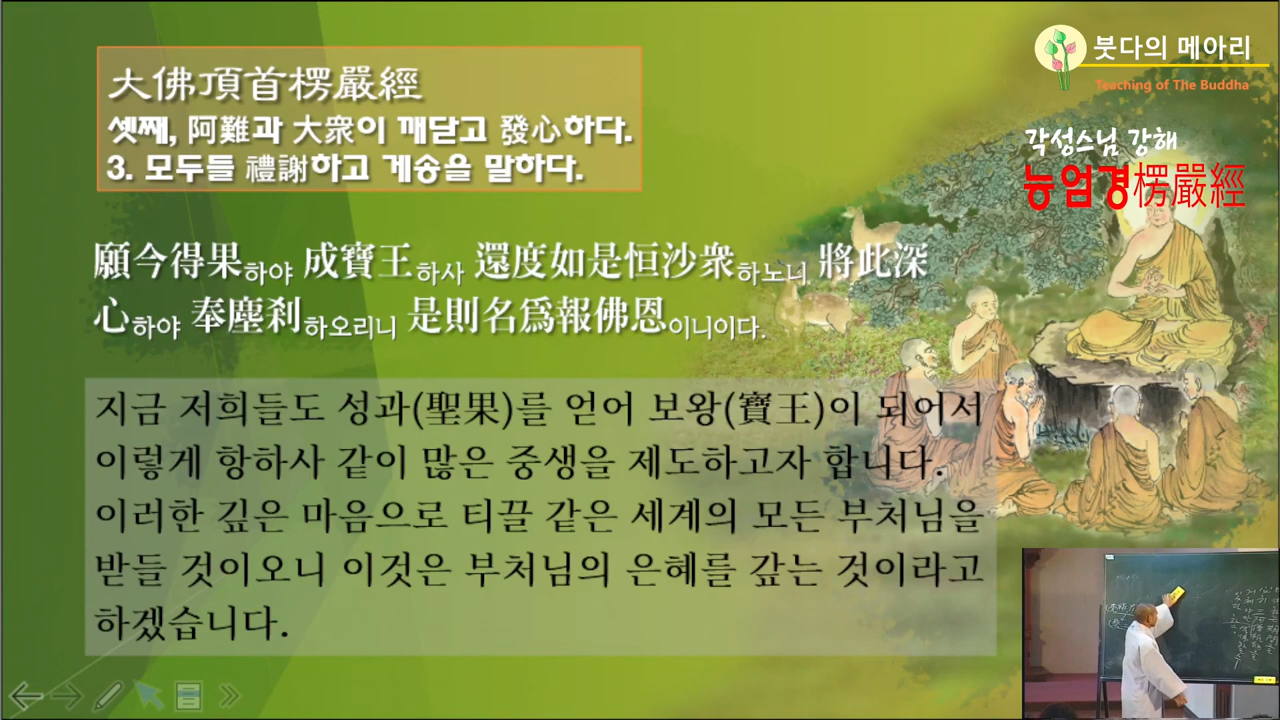 大佛頂首楞嚴經
셋째, 阿難과 大衆이 깨닫고 發心하다.
3. 모두들 禮謝하고 게송을 말하다.
붓다의 메아리
Teaching of The Buddha
각성스님 강해
능엄경楞嚴經
願今得果하야 成寶王하사 還度如是恒沙衆하노니 將此深
心하야 奉塵刹하오리니 是則名爲報佛恩이니이다.
지금 저희들도 성과(聖果)를 얻어 보왕(寶王)이 되어서
이렇게 항하사 같이 많은 중생을 제도하고자 합니다.
이러한 깊은 마음으로 티끌 같은 세계의 모든 부처님을
받들 것이오니 이것은 부처님의 은혜를 갚는 것이라고
하겠습니다.